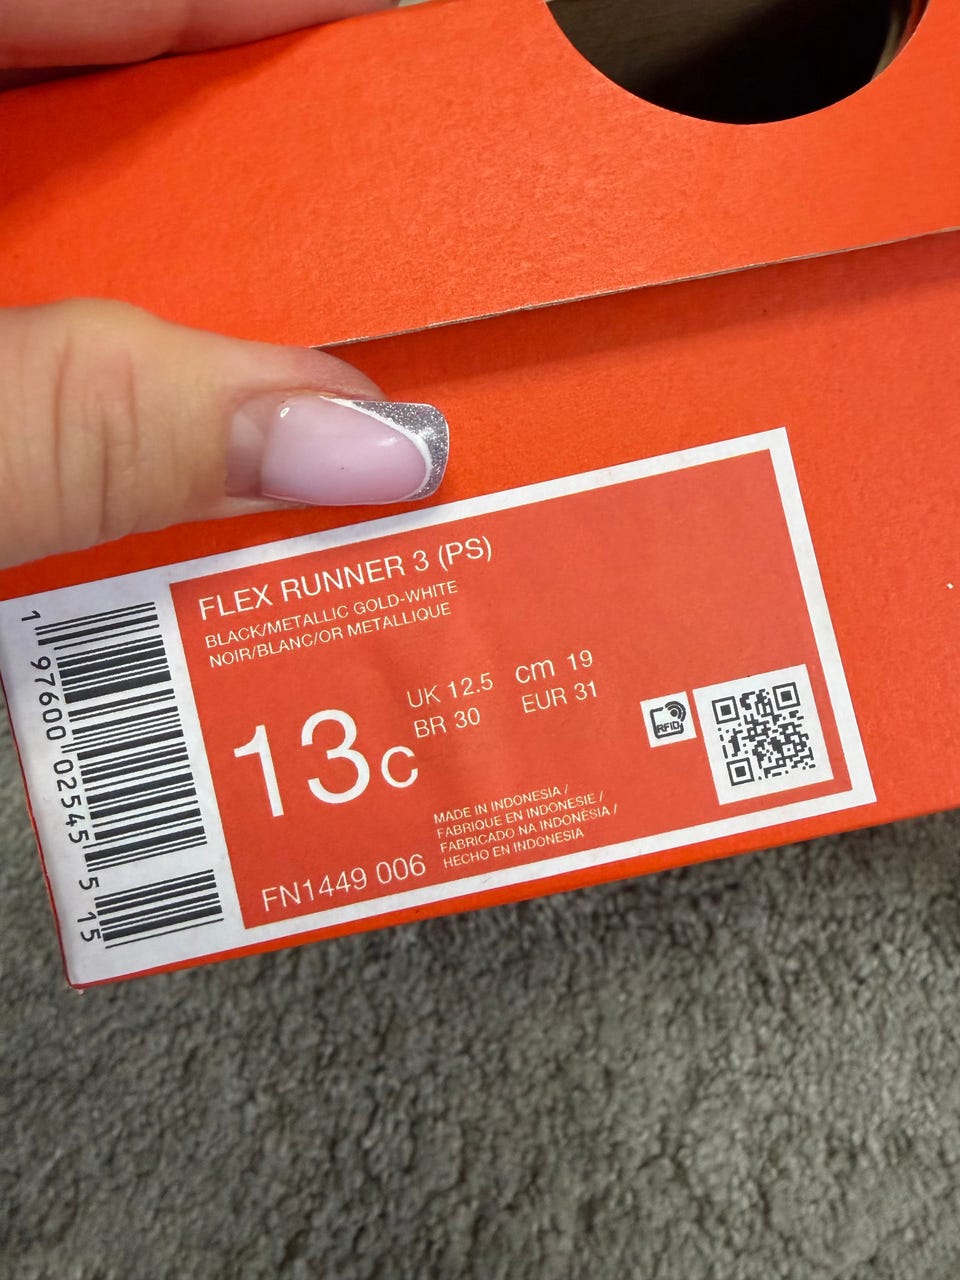 FLEX RUNNER 3 (PS)
BLACK/METALLIC GOLD-WHITE
NOIR/BLANC/OR METALLIQUE
13c
UK 12.5 cm 19
BR 30 EUR 31
RFID
MADE IN INDONESIA /
FABRIQUE EN INDONESIE /
FABRICADO NA INDONÉSIA /
HECHO EN INDONESIA
FN1449 006
1 97600 02545 5 15